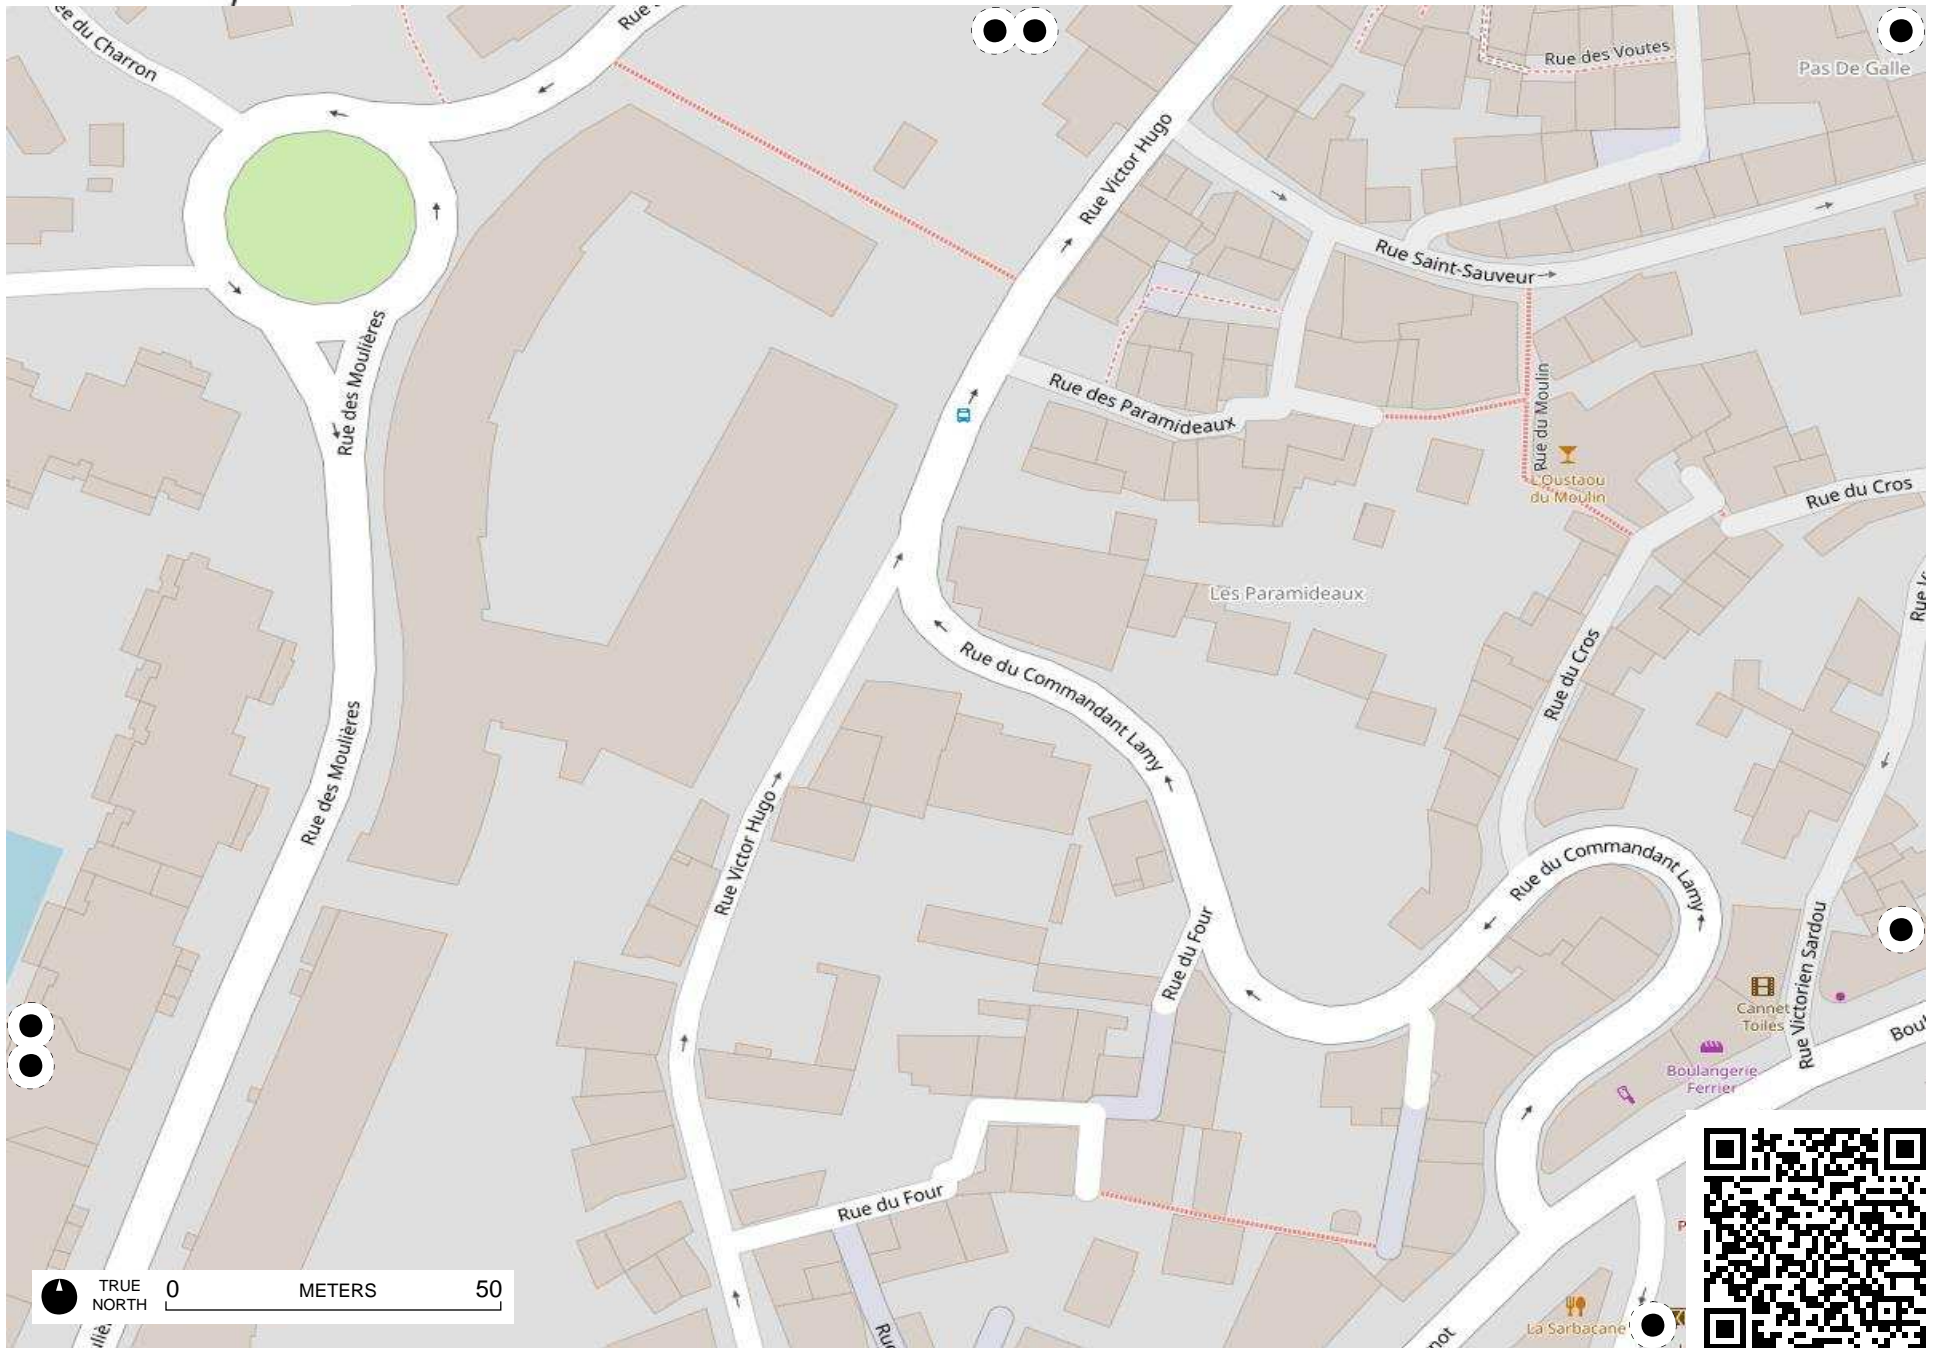 ee du Charron
Rue
Rue des Voutes
Pas De Galle
Rue Victor Hugo
Rue Saint-Sauveur
Rue des Moulières
Rue des Paramideaux
Rue du Moulin
L'Oustaou
du Moulin
Rue du Cros
Les Paramideaux
Rue du Cros
Rue du Commandant Lamy
Rue des Moulières
Rue Victor Hugo
Rue du Commandant Lamy
Rue du Four
Rue Victorien Sardou
Cannet
Toiles
Boulangerie
Ferrier
Boul
Rue du Four
La Sarbacane
TRUE
NORTH
0 METERS 50